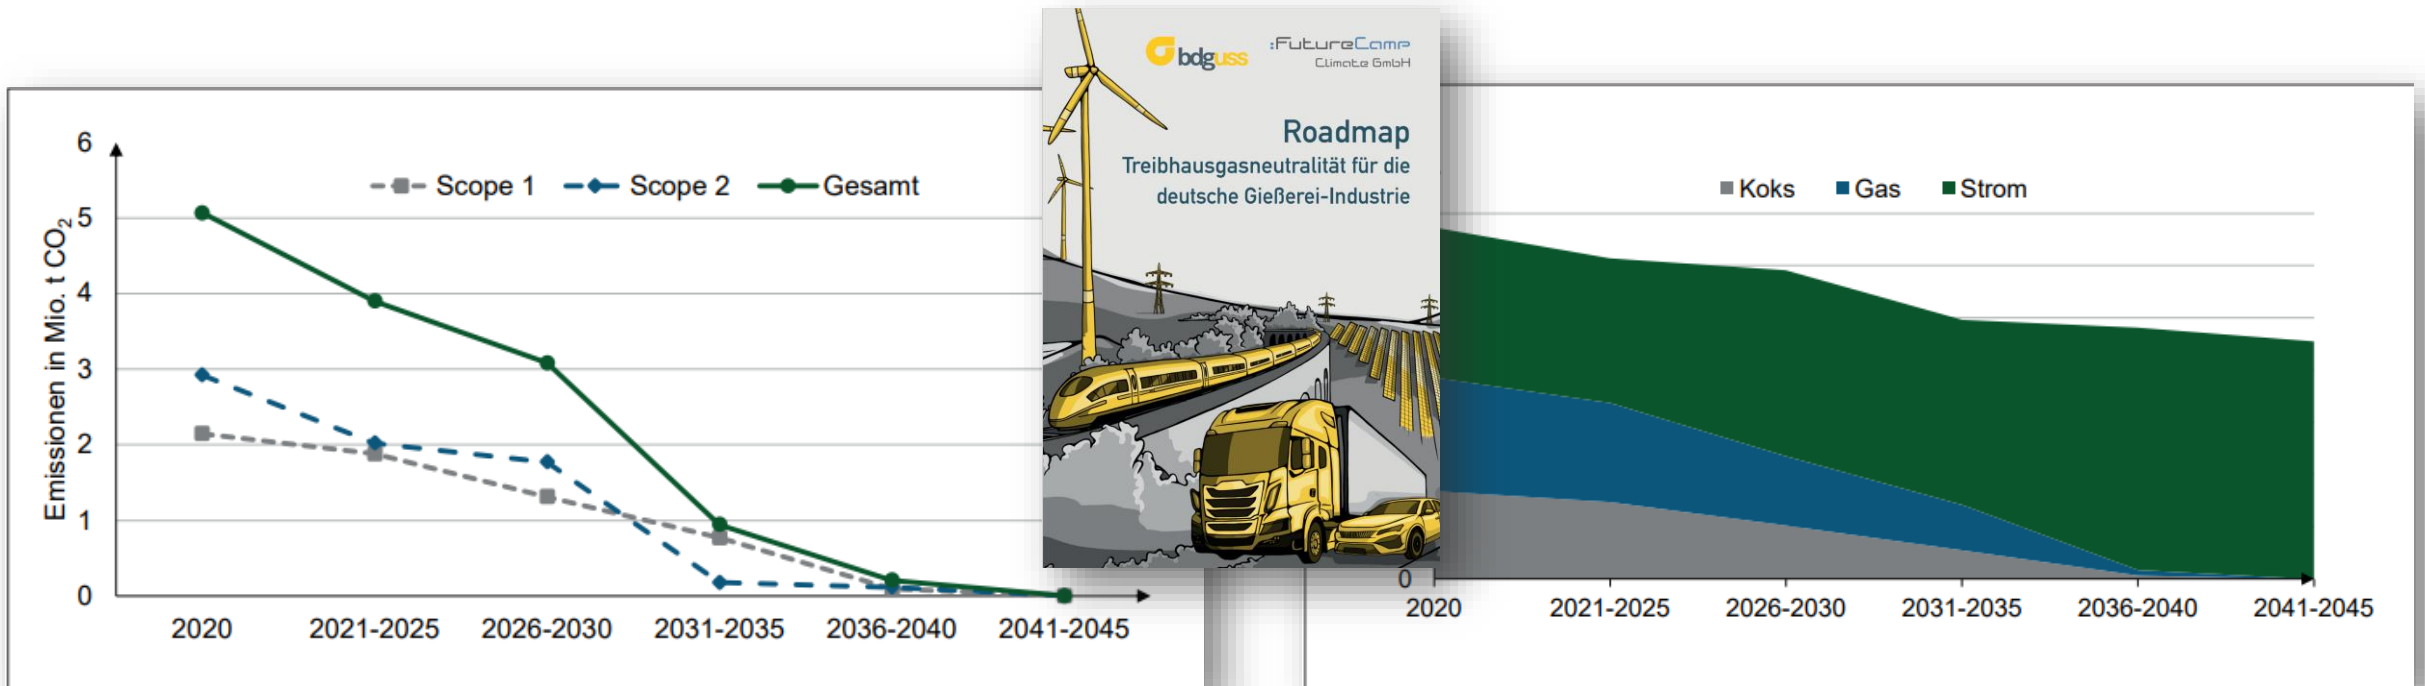 6
5
4
3
2
1
0
Emissionen in Mio. t CO₂
Scope 1
Scope 2
Gesamt
2020
2021-2025
2026-2030
2031-2035
2036-2040
2041-2045
bdguss
:FutureCamp
Climate GmbH
Roadmap
Treibhausgasneutralität für die
deutsche Gießerei-Industrie
Koks
Gas
Strom
0
2020
2021-2025
2026-2030
2031-2035
2036-2040
2041-2045